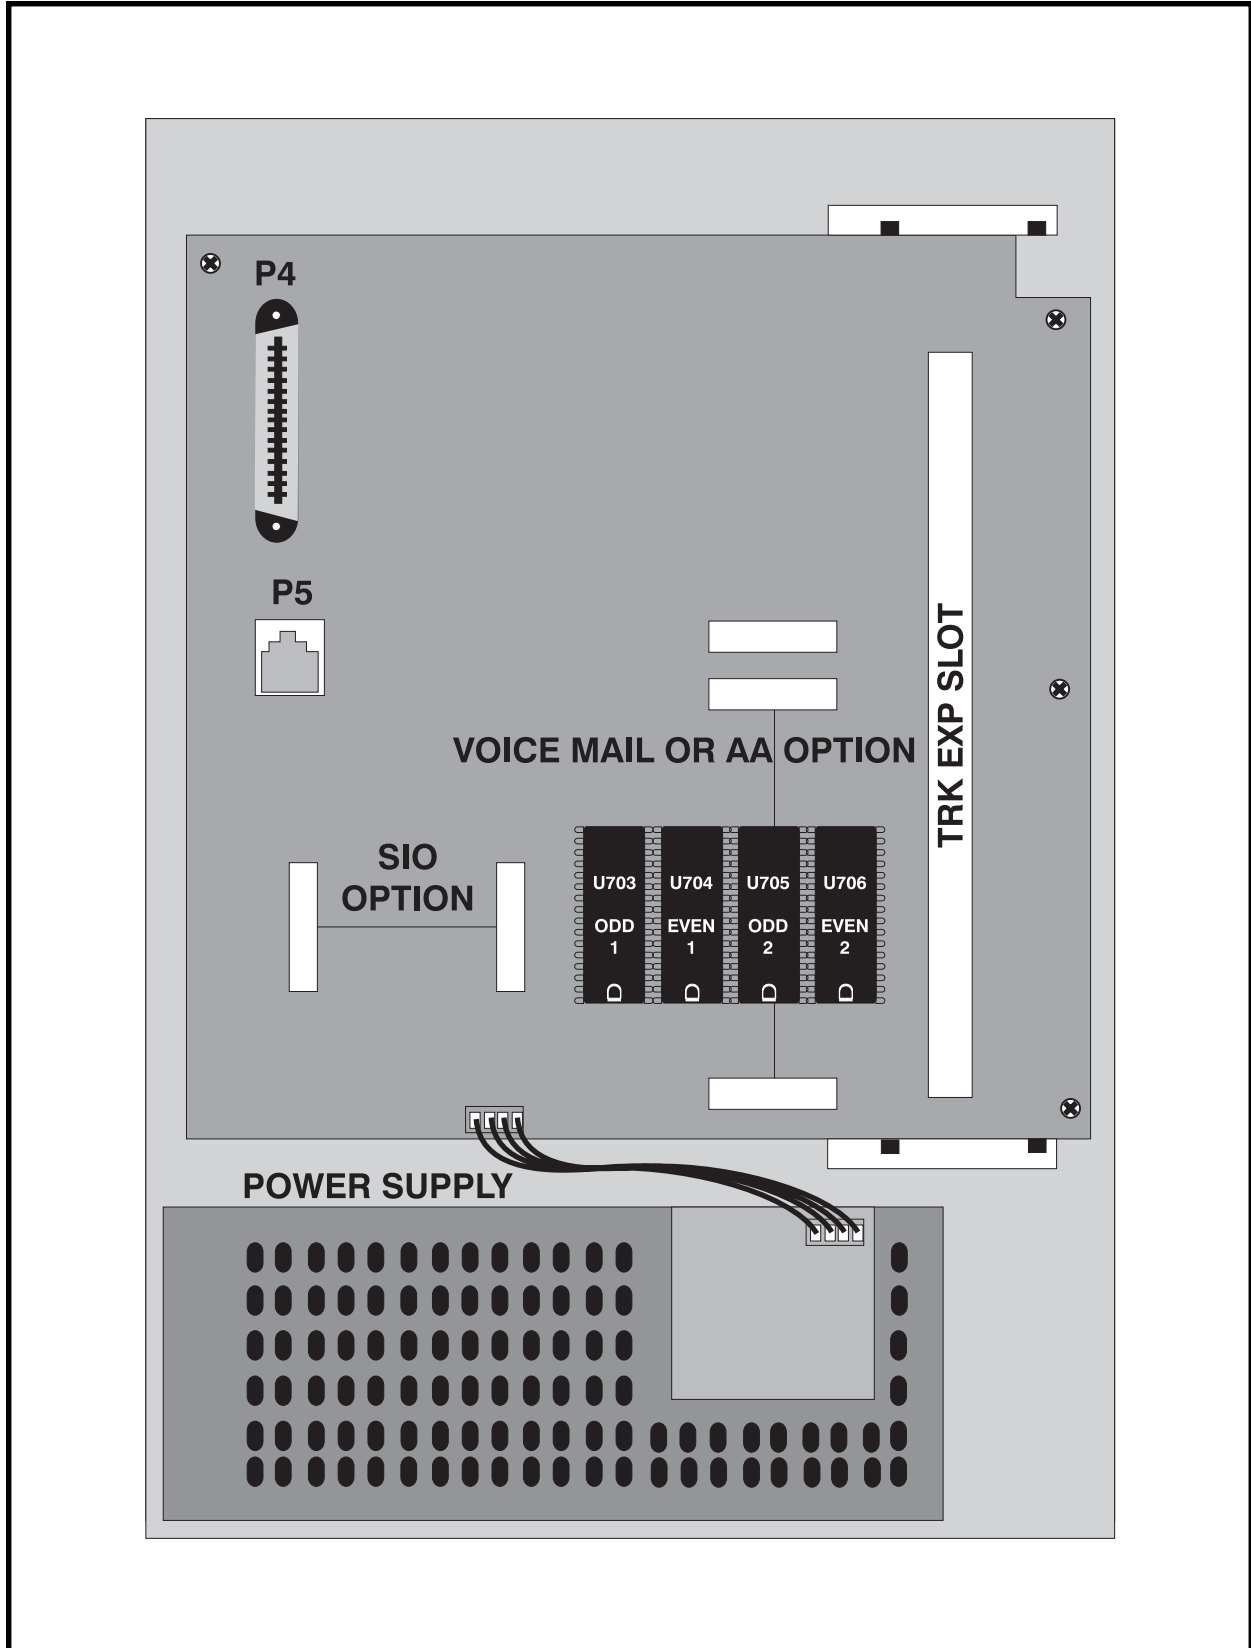 P4
P5
TRK EXP SLOT
VOICE MAIL OR AA OPTION
SIO
OPTION
U703
ODD
1
U704
EVEN
1
U705
ODD
2
U706
EVEN
2
POWER SUPPLY